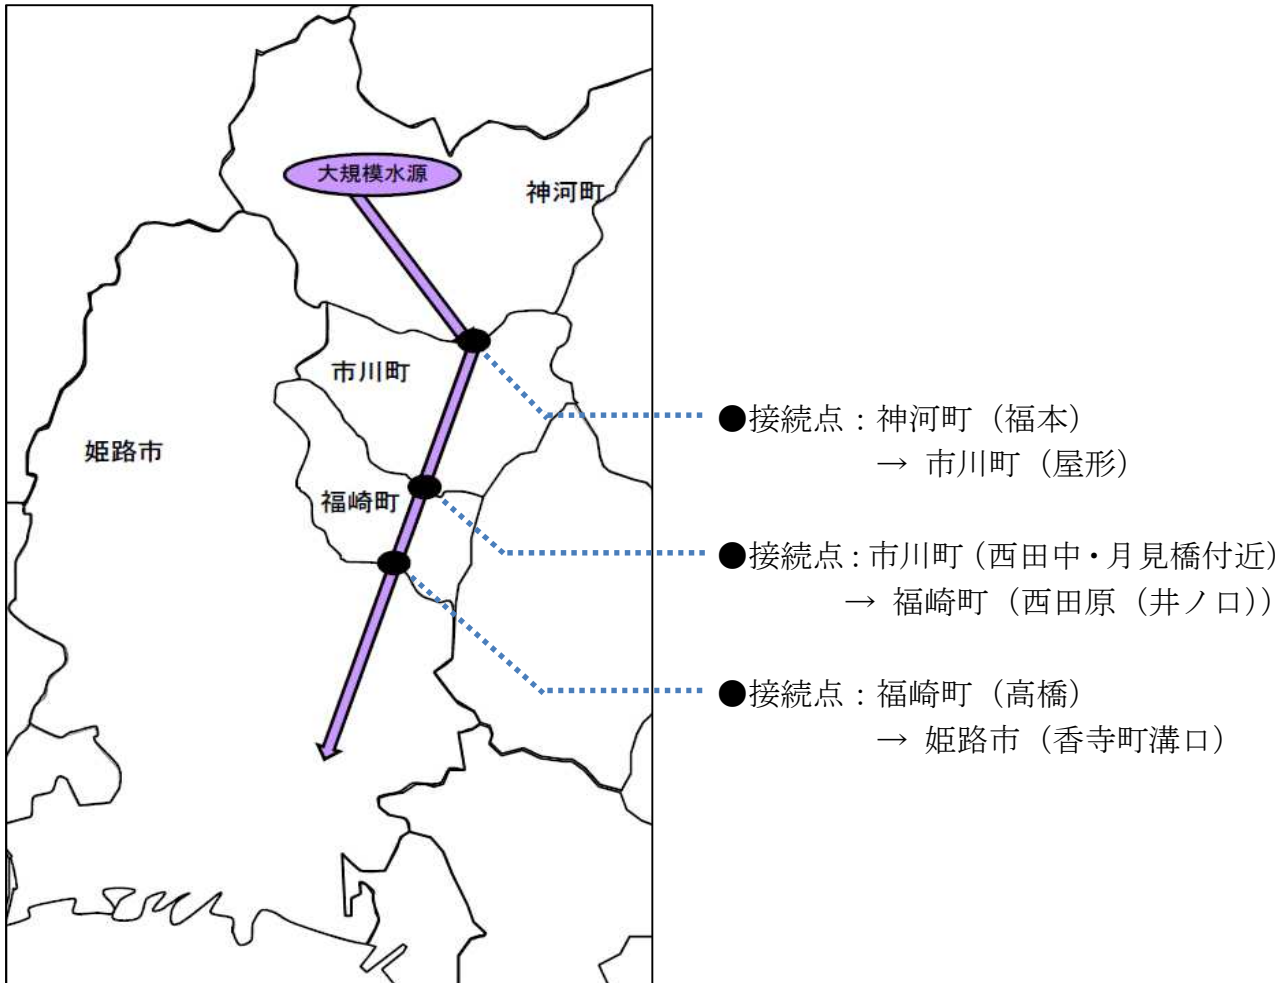 大規模水源
神河町
市川町
姫路市
福崎町
●接続点：神河町（福本）
→ 市川町（屋形）
●接続点：市川町（西田中・月見橋付近）
→ 福崎町（西田原（井ノ口））
●接続点：福崎町（高橋）
→ 姫路市（香寺町溝口）